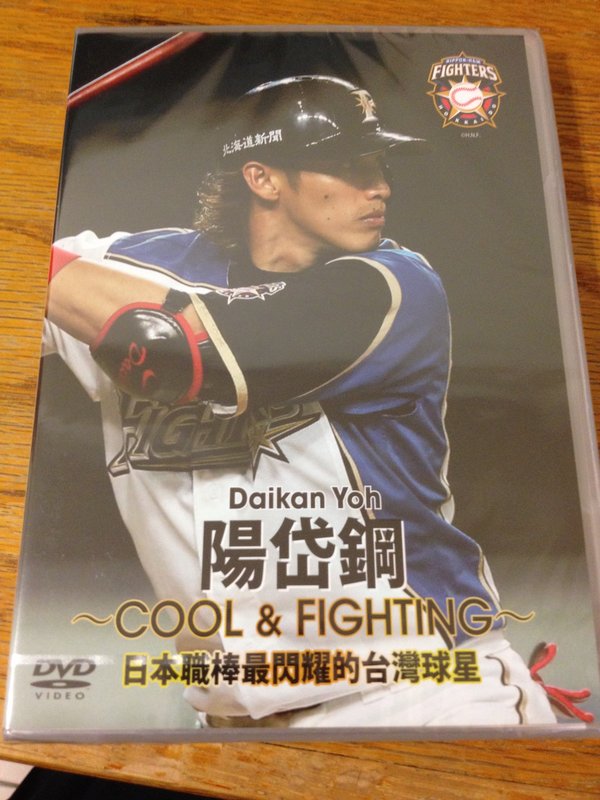 NIPPON-HAM
FIGHTERS
HOKKAIDO
©H.N.F.
F
北海道新聞
FIGHTERS
Daikan Yoh
陽岱鋼
～COOL & FIGHTING～
日本職棒最閃耀的台灣球星
DVD
VIDEO